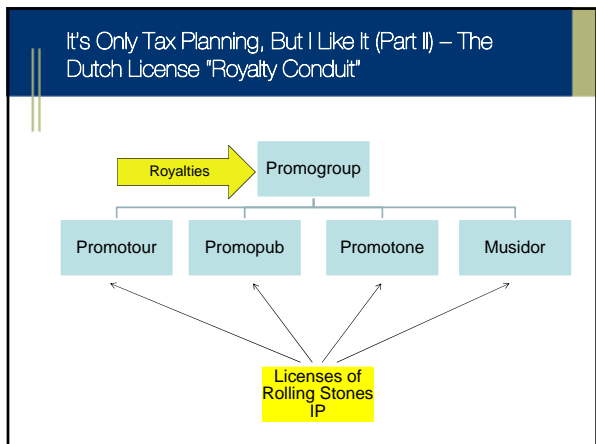 It's Only Tax Planning, But I Like It (Part II) – The
Dutch License "Royalty Conduit"
Royalties
Promogroup
Promotour
Promopub
Promotone
Musidor
Licenses of
Rolling Stones
IP